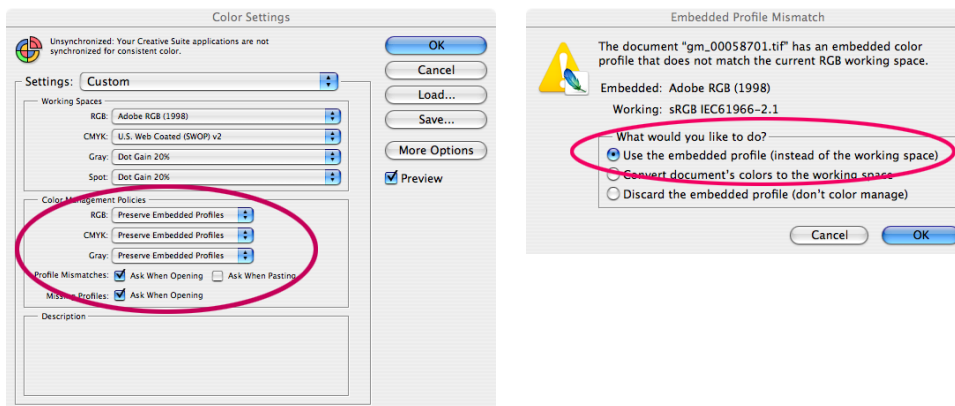 Color Settings
Unsynchronized: Your Creative Suite applications are not
synchronized for consistent color.
Settings: Custom
Working Spaces
RGB: Adobe RGB (1998)
CMYK: U.S. Web Coated (SWOP) v2
Gray: Dot Gain 20%
Spot: Dot Gain 20%
Color Management Policies
RGB: Preserve Embedded Profiles
CMYK: Preserve Embedded Profiles
Gray: Preserve Embedded Profiles
Profile Mismatches: Ask When Opening Ask When Pasting
Missing Profiles: Ask When Opening
Description
OK
Cancel
Load...
Save...
More Options
Preview
Embedded Profile Mismatch
The document "gm_00058701.tif" has an embedded color
profile that does not match the current RGB working space.
Embedded: Adobe RGB (1998)
Working: sRGB IEC61966-2.1
What would you like to do?
Use the embedded profile (instead of the working space)
Convert document's colors to the working space
Discard the embedded profile (don't color manage)
Cancel OK